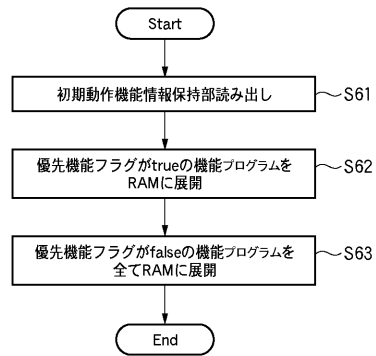 Start
初期動作機能情報保持部読み出し
S61
優先機能フラグがtrueの機能プログラムを
RAMに展開
S62
優先機能フラグがfalseの機能プログラムを
全てRAMに展開
S63
End